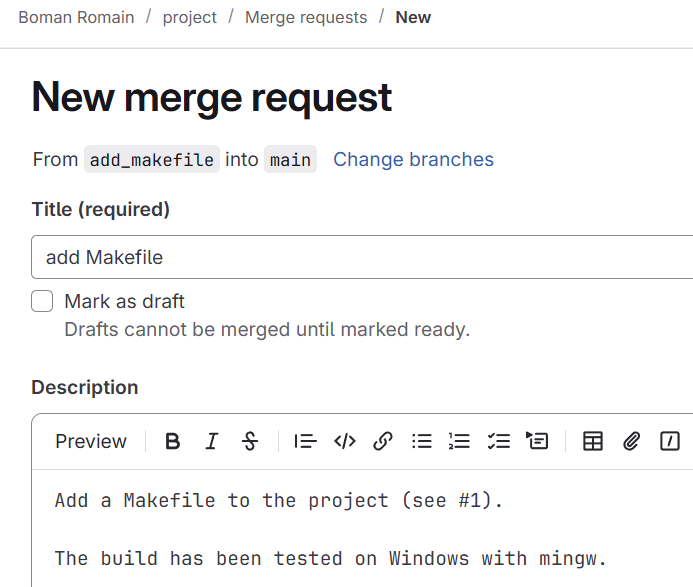 Boman Romain / project / Merge requests / New
New merge request
From add_makefile into main Change branches
Title (required)
add Makefile
Mark as draft
Drafts cannot be merged until marked ready.
Description
Preview B I S
Add a Makefile to the project (see #1).
The build has been tested on Windows with mingw.